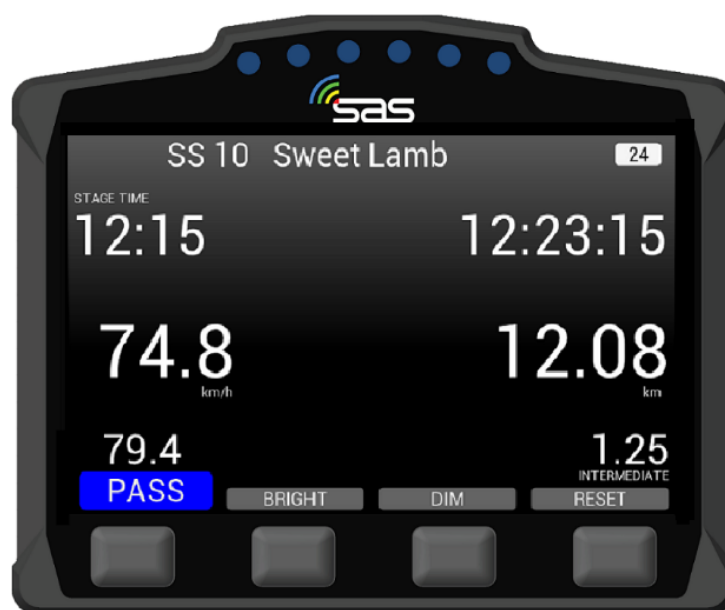 sas
SS 10 Sweet Lamb 24
STAGE TIME
12:15 12:23:15
74.8 12.08
km/h km
79.4 1.25
INTERMEDIATE
PASS BRIGHT DIM RESET